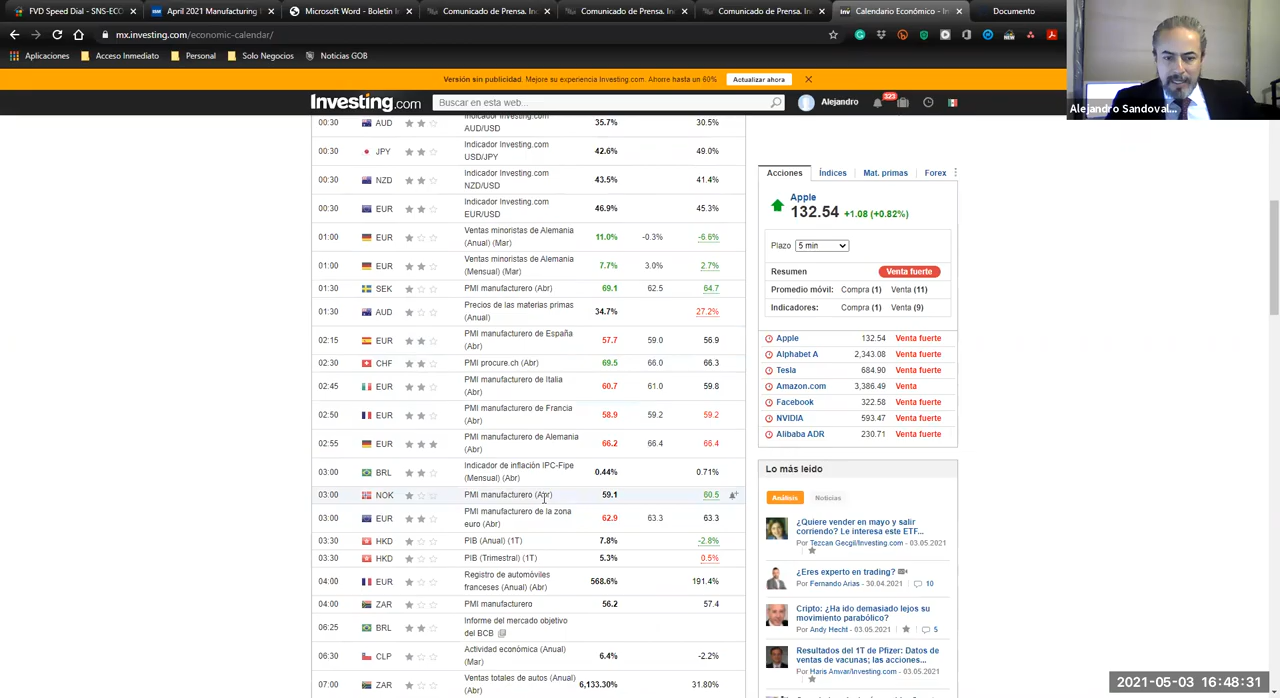 FVD Speed Dial - SNS-ECO
April 2021 Manufacturing
Microsoft Word - Boletin I
Comunicado de Prensa. In
Comunicado de Prensa. In
Comunicado de Prensa. In
Calendario Económico - In
Documento
mx.investing.com/economic-calendar/
Aplicaciones
Acceso Inmediato
Personal
Solo Negocios
Noticias GOB
Alejandro Sandoval...
Versión sin publicidad. Mejore su experiencia Investing.com. Ahorre hasta un 60%
Actualizar ahora
Investing.com
Buscar en esta web...
Alejandro
323
00:30 AUD Indicador Investing.com AUD/USD 35.7% 30.5%
00:30 JPY Indicador Investing.com USD/JPY 42.6% 49.0%
00:30 NZD Indicador Investing.com NZD/USD 43.5% 41.4%
00:30 EUR Indicador Investing.com EUR/USD 46.9% 45.3%
01:00 EUR Ventas minoristas de Alemania (Anual) (Mar) 11.0% -0.3% -6.6%
01:00 EUR Ventas minoristas de Alemania (Mensual) (Mar) 7.7% 3.0% 2.7%
01:30 SEK PMI manufacturero (Abr) 69.1 62.5 64.7
01:30 AUD Precios de las materias primas (Anual) 34.7% 27.2%
02:15 EUR PMI manufacturero de España (Abr) 57.7 59.0 56.9
02:30 CHF PMI procure.ch (Abr) 69.5 66.0 66.3
02:45 EUR PMI manufacturero de Italia (Abr) 60.7 61.0 59.8
02:50 EUR PMI manufacturero de Francia (Abr) 58.9 59.2 59.2
02:55 EUR PMI manufacturero de Alemania (Abr) 66.2 66.4 66.4
03:00 BRL Indicador de inflación IPC-Fipe (Mensual) (Abr) 0.44% 0.71%
03:00 NOK PMI manufacturero (Abr) 59.1 60.5
03:00 EUR PMI manufacturero de la zona euro (Abr) 62.9 63.3 63.3
03:30 HKD PIB (Anual) (1T) 7.8% -2.8%
03:30 HKD PIB (Trimestral) (1T) 5.3% 0.5%
04:00 EUR Registro de automóviles franceses (Anual) (Abr) 568.6% 191.4%
04:00 ZAR PMI manufacturero 56.2 57.4
06:25 BRL Informe del mercado objetivo del BCB
06:30 CLP Actividad económica (Anual) (Mar) 6.4% -2.2%
07:00 ZAR Ventas totales de autos (Anual) (Abr) 6,133.30% 31.80%
Acciones Índices Mat. primas Forex
Apple
132.54 +1.08 (+0.82%)
Plazo 5 min
Resumen Venta fuerte
Promedio móvil: Compra (1) Venta (11)
Indicadores: Compra (1) Venta (9)
Apple 132.54 Venta fuerte
Alphabet A 2,343.08 Venta fuerte
Tesla 684.90 Venta fuerte
Amazon.com 3,386.49 Venta
Facebook 322.58 Venta fuerte
NVIDIA 593.47 Venta fuerte
Alibaba ADR 230.71 Venta fuerte
Lo más leído
Análisis Noticias
¿Quiere vender en mayo y salir
corriendo? Le interesa este ETF...
Por Tezcan Gecgil/Investing.com - 03.05.2021
¿Eres experto en trading?
Por Fernando Arias - 30.04.2021 10
Cripto: ¿Ha ido demasiado lejos su
movimiento parabólico?
Por Andy Hecht - 03.05.2021 5
Resultados del 1T de Pfizer: Datos de
ventas de vacunas; las acciones...
Por Haris Anwar/Investing.com - 03.05.2021
2021-05-03 16:48:31